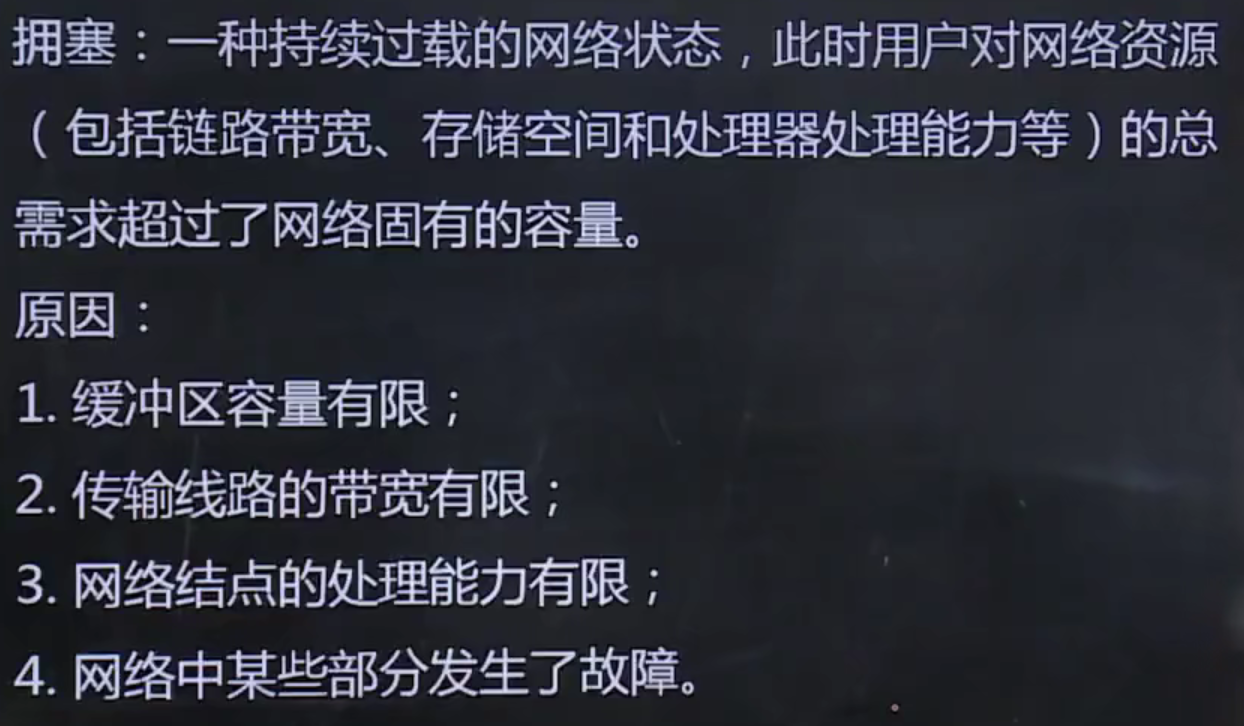 拥塞：一种持续过载的网络状态，此时用户对网络资源
（包括链路带宽、存储空间和处理器处理能力等）的总
需求超过了网络固有的容量。
原因：
1. 缓冲区容量有限；
2. 传输线路的带宽有限；
3. 网络结点的处理能力有限；
4. 网络中某些部分发生了故障。